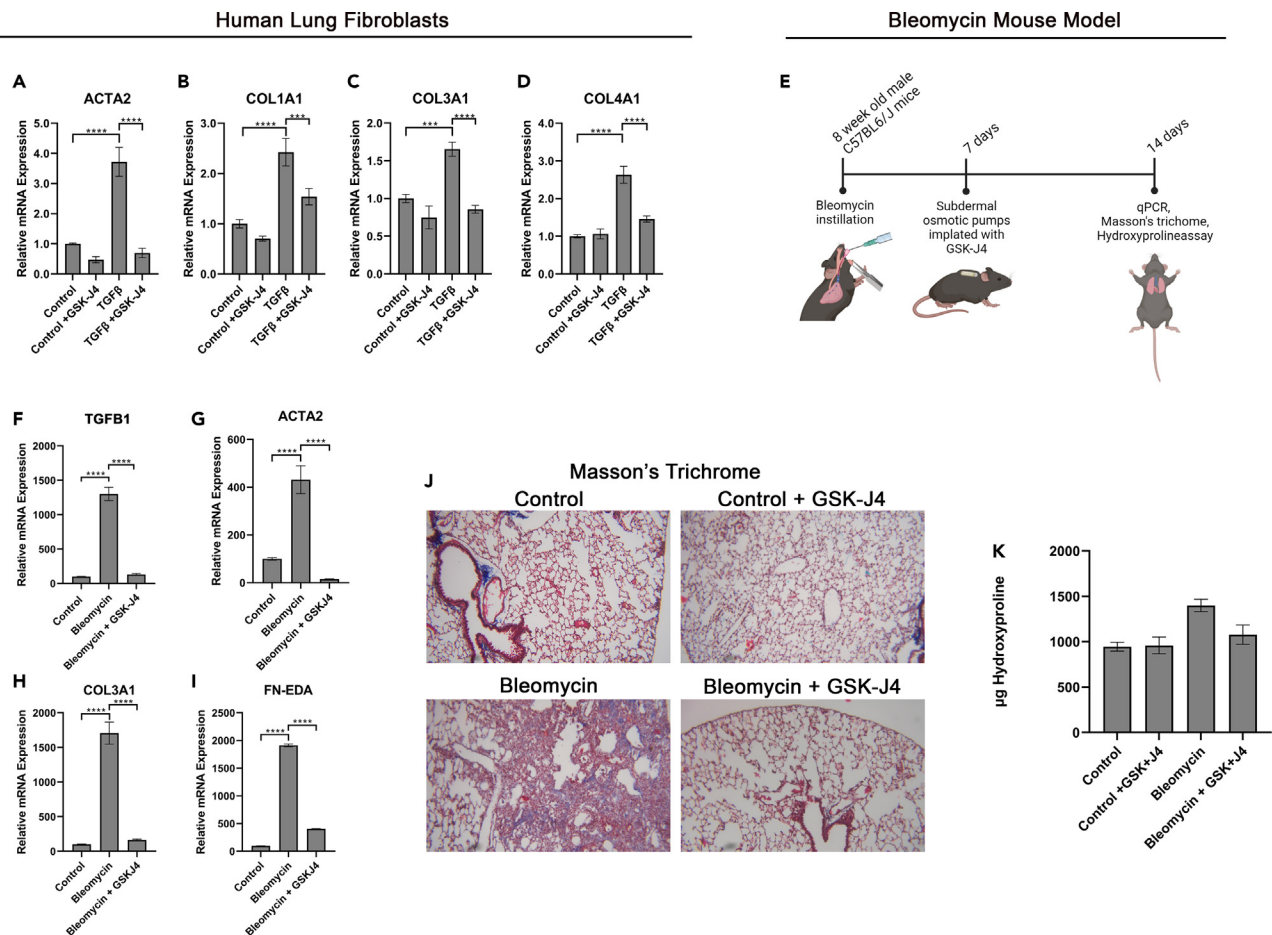 Human Lung Fibroblasts
Bleomycin Mouse Model
A
ACTA2
Relative mRNA Expression
5.0
4.0
3.0
2.0
1.0
0.0
****
****
Control
Control +GSK-J4
TGFβ
TGFβ +GSK-J4
B
COL1A1
Relative mRNA Expression
3.0
2.0
1.0
0.0
****
***
Control
Control +GSK-J4
TGFβ
TGFβ +GSK-J4
C
COL3A1
Relative mRNA Expression
2.0
1.5
1.0
0.5
0.0
***
****
Control
Control +GSK-J4
TGFβ
TGFβ +GSK-J4
D
COL4A1
Relative mRNA Expression
4.0
3.0
2.0
1.0
0.0
****
****
Control
Control +GSK-J4
TGFβ
TGFβ +GSK-J4
E
8 week old male
C57BL6/J mice
7 days
14 days
Bleomycin
instillation
Subdermal
osmotic pumps
implated with
GSK-J4
qPCR,
Masson's trichome,
Hydroxyprolineassay
F
TGFB1
Relative mRNA Expression
2000
1500
1000
500
0
****
****
Control
Bleomycin
Bleomycin + GSK-J4
G
ACTA2
Relative mRNA Expression
600
400
200
0
****
****
Control
Bleomycin
Bleomycin + GSKJ4
H
COL3A1
Relative mRNA Expression
2000
1500
1000
500
0
****
****
Control
Bleomycin
Bleomycin + GSKJ4
I
FN-EDA
Relative mRNA Expression
2500
2000
1500
1000
500
0
****
****
Control
Bleomycin
Bleomycin + GSKJ4
J
Masson's Trichrome
Control
Control + GSK-J4
Bleomycin
Bleomycin + GSK-J4
K
μg Hydroxyproline
2000
1500
1000
500
0
Control
Control +GSK+J4
Bleomycin
Bleomycin + GSK+J4